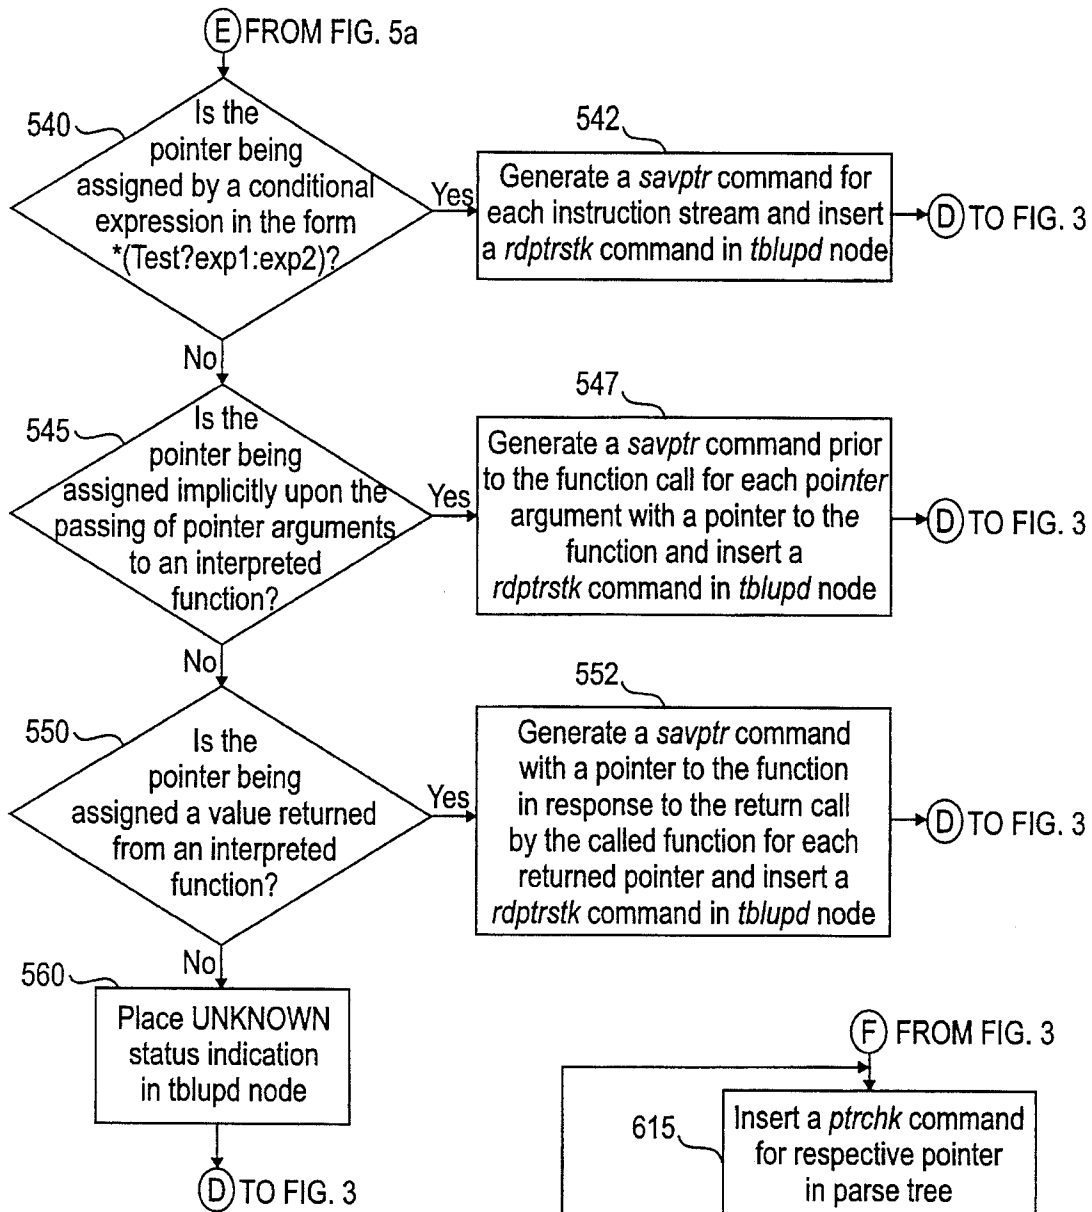 E FROM FIG. 5a
540
Is the
pointer being
assigned by a conditional
expression in the form
*(Test?exp1:exp2)?
Yes
542
Generate a savptr command for
each instruction stream and insert
a rdptrstk command in tblupd node
D TO FIG. 3
No
545
Is the
pointer being
assigned implicitly upon the
passing of pointer arguments
to an interpreted
function?
Yes
547
Generate a savptr command prior
to the function call for each pointer
argument with a pointer to the
function and insert a
rdptrstk command in tblupd node
D TO FIG. 3
No
550
Is the
pointer being
assigned a value returned
from an interpreted
function?
Yes
552
Generate a savptr command
with a pointer to the function
in response to the return call
by the called function for each
returned pointer and insert a
rdptrstk command in tblupd node
D TO FIG. 3
No
560
Place UNKNOWN
status indication
in tblupd node
D TO FIG. 3
F FROM FIG. 3
615
Insert a ptrchk command
for respective pointer
in parse tree